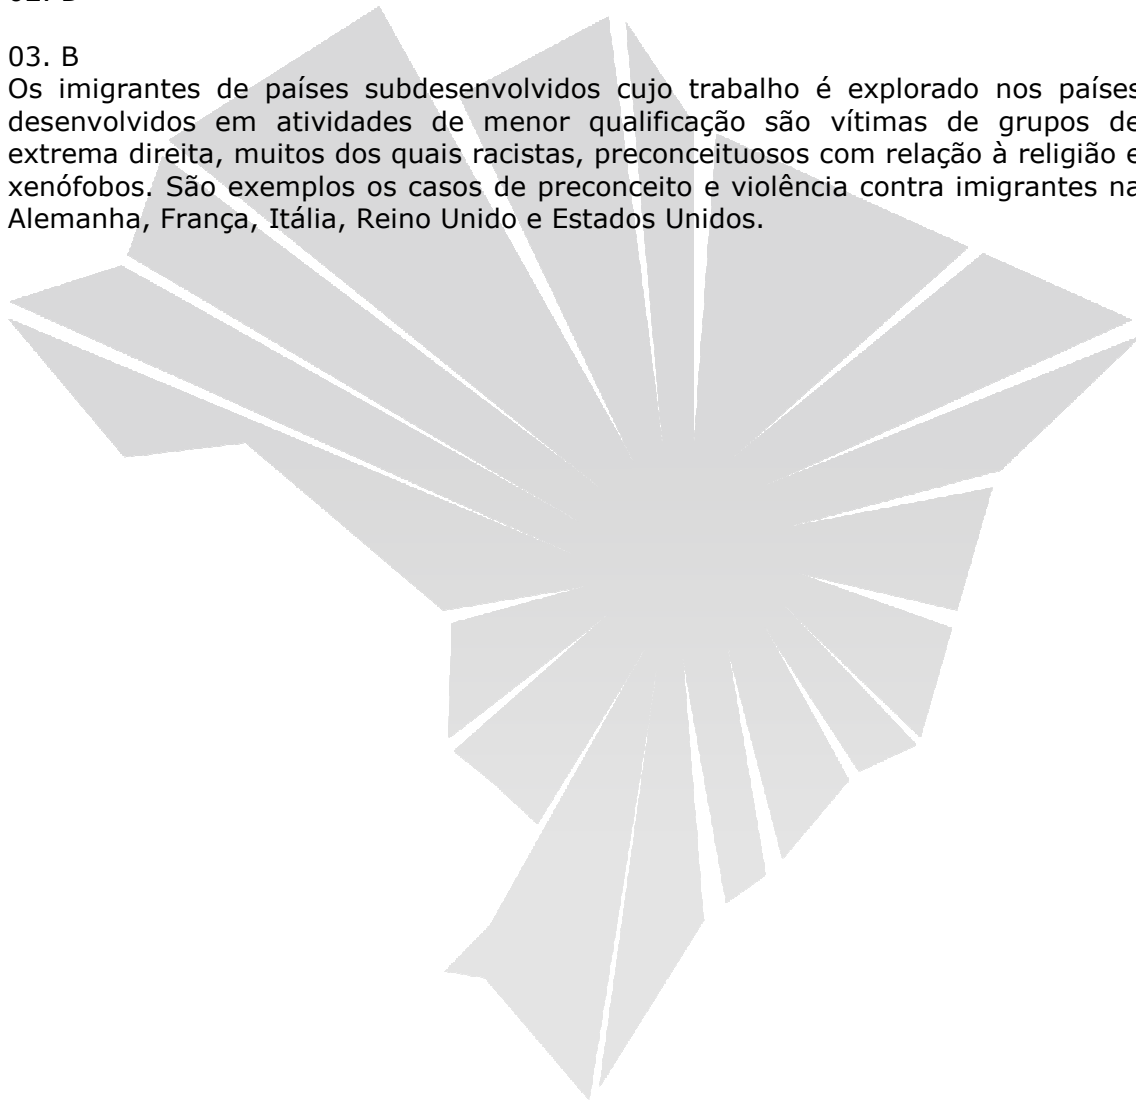 03. B
Os imigrantes de países subdesenvolvidos cujo trabalho é explorado nos países
desenvolvidos em atividades de menor qualificação são vítimas de grupos de
extrema direita, muitos dos quais racistas, preconceituosos com relação à religião e
xenófobos. São exemplos os casos de preconceito e violência contra imigrantes na
Alemanha, França, Itália, Reino Unido e Estados Unidos.